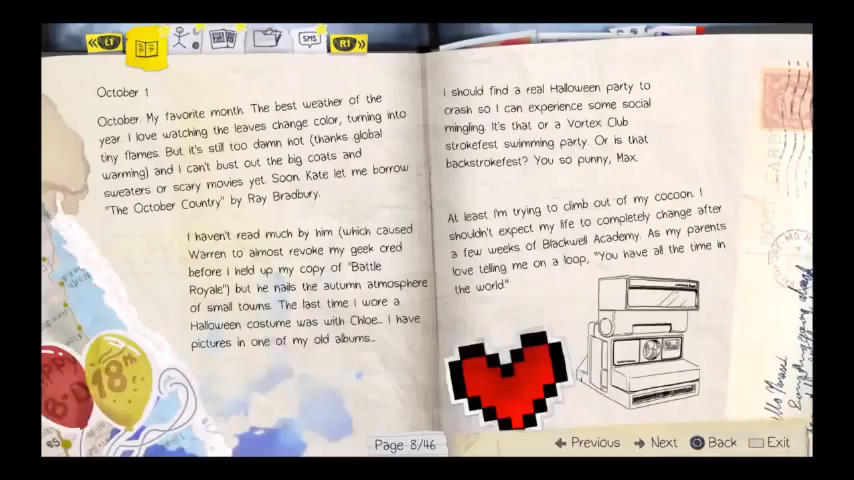 LT
SMS
R1
October 1
October. My favorite month. The best weather of the
year. I love watching the leaves change color, turning into
tiny flames. But it's still too damn hot (thanks global
warming) and I can't bust out the big coats and
sweaters or scary movies yet. Soon. Kate let me borrow
"The October Country" by Ray Bradbury.
I haven't read much by him (which caused
Warren to almost revoke my geek cred
before I held up my copy of "Battle
Royale") but he nails the autumn atmosphere
of small towns. The last time I wore a
Halloween costume was with Chloe... I have
pictures in one of my old albums...
18th
I should find a real Halloween party to
crash so I can experience some social
mingling. It's that or a Vortex Club
strokefest swimming party. Or is that
backstrokefest? You so punny, Max.
At least I'm trying to climb out of my cocoon. I
shouldn't expect my life to completely change after
a few weeks of Blackwell Academy. As my parents
love telling me on a loop, "You have all the time in
the world."
POST CARD
Page 8/46
Previous
Next
Back
Exit